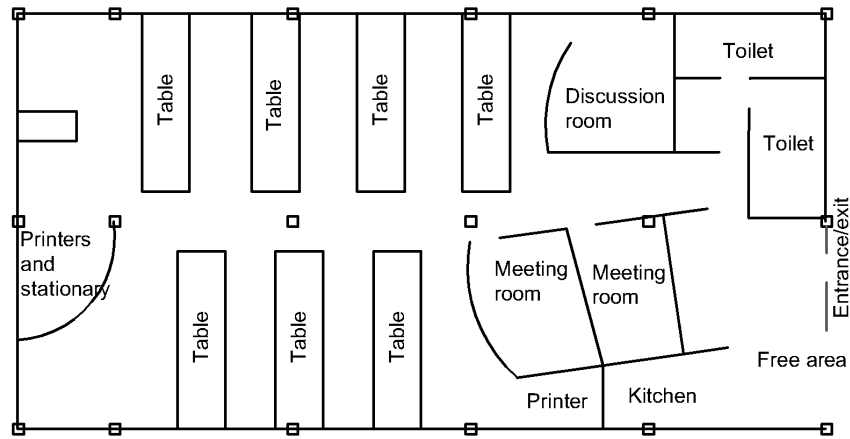 Toilet
Table
Table
Table
Table
Discussion
room
Toilet
Printers
and
stationary
Entrance/exit
Meeting
room
Meeting
room
Table
Table
Table
Free area
Printer
Kitchen